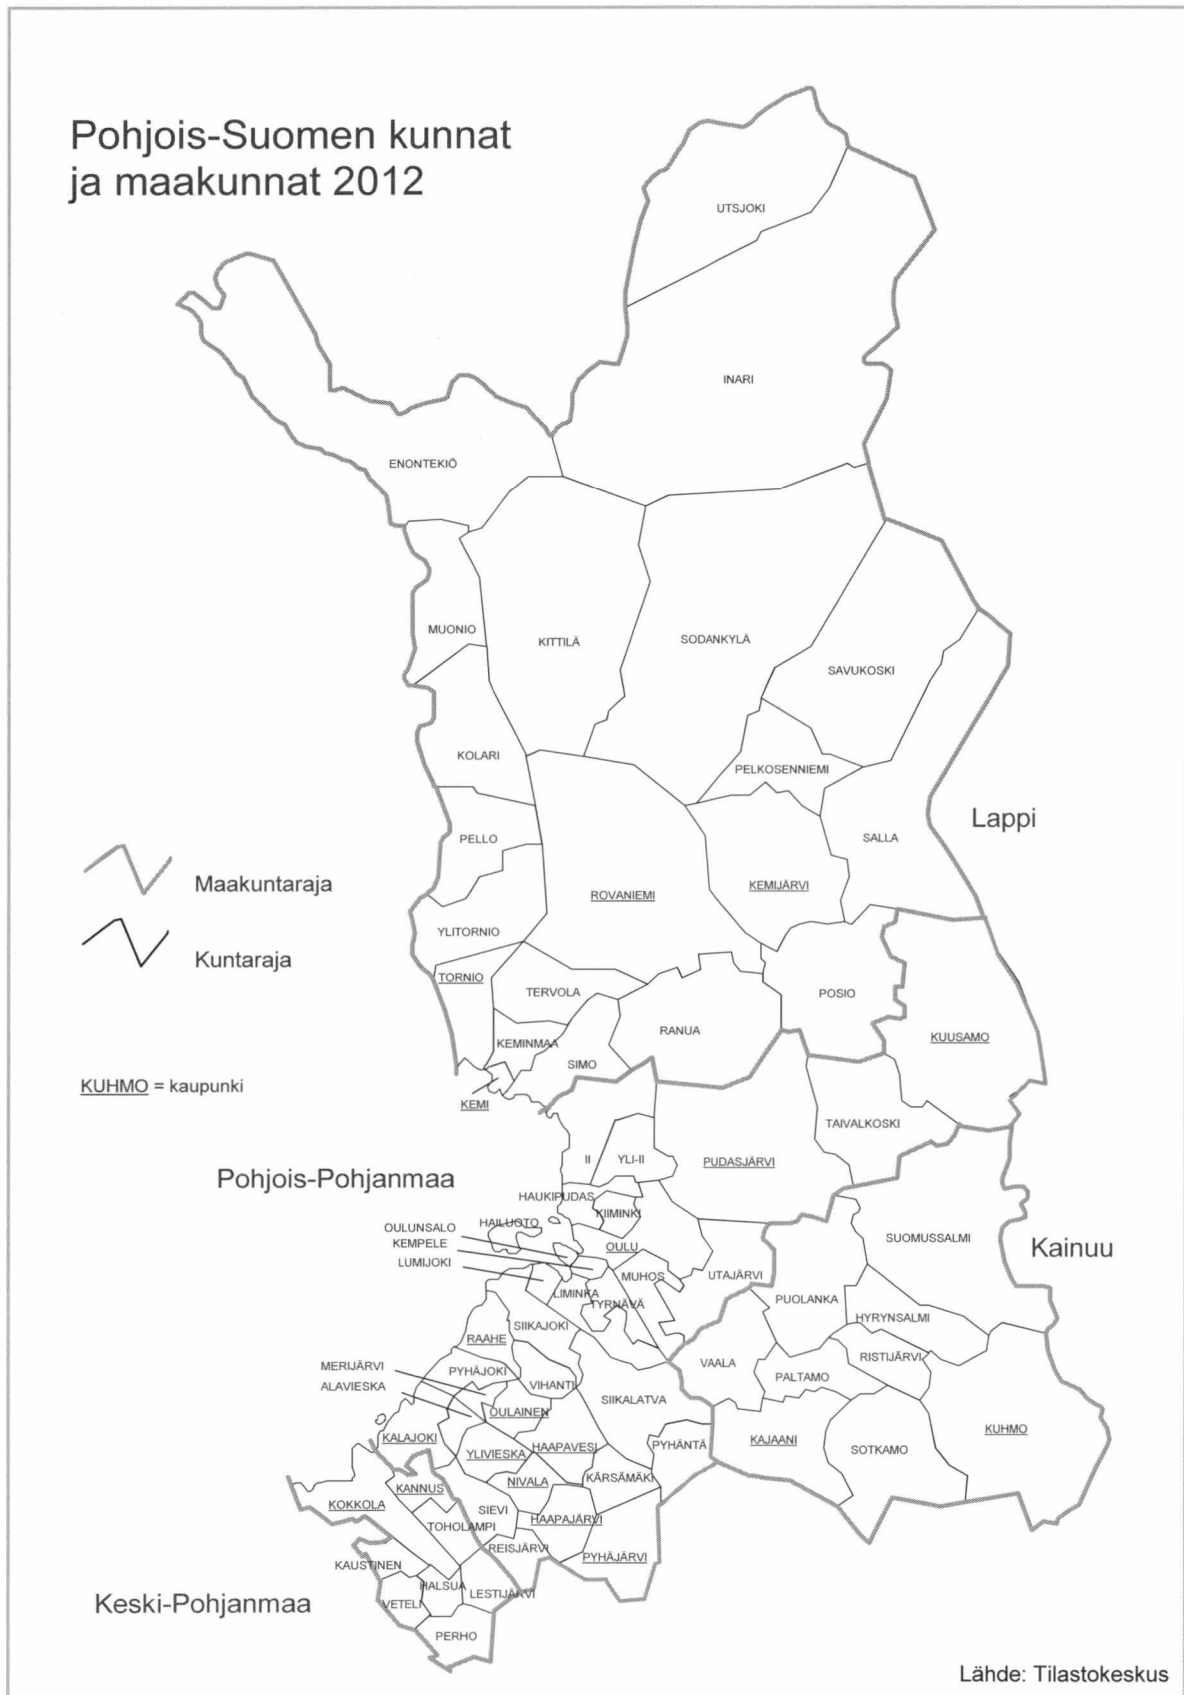 Pohjois-Suomen kunnat
ja maakunnat 2012
UTSJOKI
INARI
ENONTEKIÖ
MUONIO
KITTILÄ
SODANKYLÄ
SAVUKOSKI
KOLARI
PELKOSENNIEMI
Lappi
PELLO
SALLA
Maakuntaraja
KEMIJÄRVI
ROVANIEMI
YLITORNIO
Kuntaraja
TORNIO
TERVOLA
POSIO
RANUA
KUUSAMO
KEMINMAA
SIMO
KUHMO = kaupunki
KEMI
TAIVALKOSKI
II
YLI-II
PUDASJÄRVI
Pohjois-Pohjanmaa
HAUKIPUDAS
KIIMINKI
HAILUOTO
OULUNSALO
KEMPELE
LUMIJOKI
OULU
SUOMUSSALMI
Kainuu
MUHOS
UTAJÄRVI
LIMINKA
TYRNÄVÄ
PUOLANKA
HYRYNSALMI
SIIKAJOKI
RAAHE
RISTIJÄRVI
MERIJÄRVI
PYHÄJOKI
VAALA
PALTAMO
ALAVIESKA
VIHANTI
SIIKALATVA
OULAINEN
KALAJOKI
KAJAANI
KUHMO
YLIVIESKA
HAAPAVESI
PYHÄNTÄ
SOTKAMO
NIVALA
KÄRSÄMÄKI
KANNUS
KOKKOLA
SIEVI
HAAPAJÄRVI
TOHOLAMPI
REISJÄRVI
PYHÄJÄRVI
KAUSTINEN
HALSUA
LESTIJÄRVI
Keski-Pohjanmaa
VETELI
PERHO
Lähde: Tilastokeskus